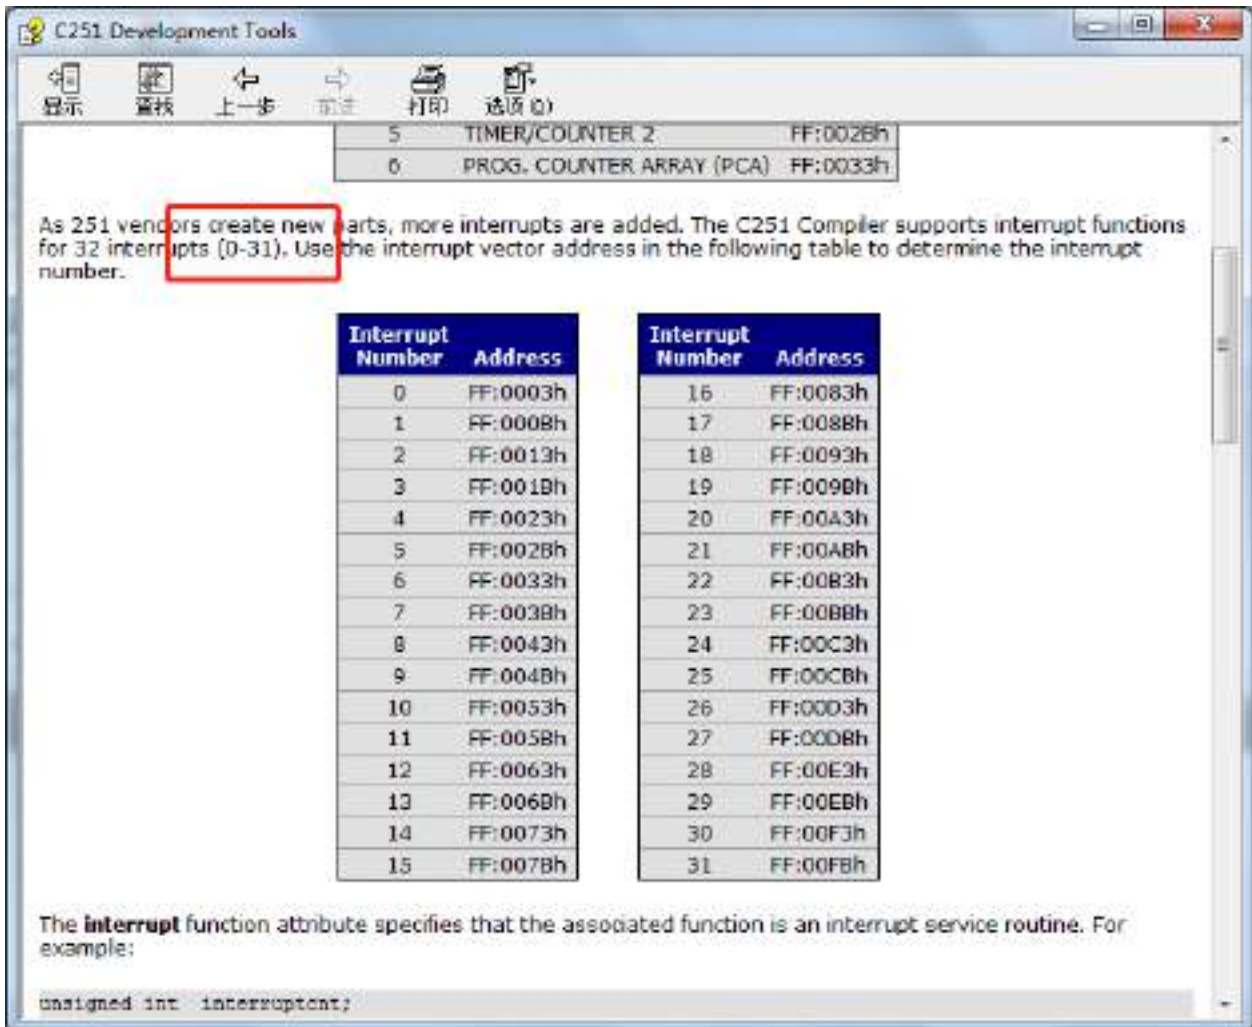 C251 Development Tools
显示 查找 上一步 前进 打印 选项(O)
5 TIMER/COUNTER 2 FF:002Bh
6 PROG. COUNTER ARRAY (PCA) FF:0033h
As 251 vendors create new parts, more interrupts are added. The C251 Compiler supports interrupt functions
for 32 interrupts (0-31). Use the interrupt vector address in the following table to determine the interrupt
number.
Interrupt Number Address Interrupt Number Address
0 FF:0003h 16 FF:0083h
1 FF:000Bh 17 FF:008Bh
2 FF:0013h 18 FF:0093h
3 FF:001Bh 19 FF:009Bh
4 FF:0023h 20 FF:00A3h
5 FF:002Bh 21 FF:00ABh
6 FF:0033h 22 FF:00B3h
7 FF:003Bh 23 FF:00BBh
8 FF:0043h 24 FF:00C3h
9 FF:004Bh 25 FF:00CBh
10 FF:0053h 26 FF:00D3h
11 FF:005Bh 27 FF:00DBh
12 FF:0063h 28 FF:00E3h
13 FF:006Bh 29 FF:00EBh
14 FF:0073h 30 FF:00F3h
15 FF:007Bh 31 FF:00FBh
The interrupt function attribute specifies that the associated function is an interrupt service routine. For
example:
unsigned int interruptcnt;